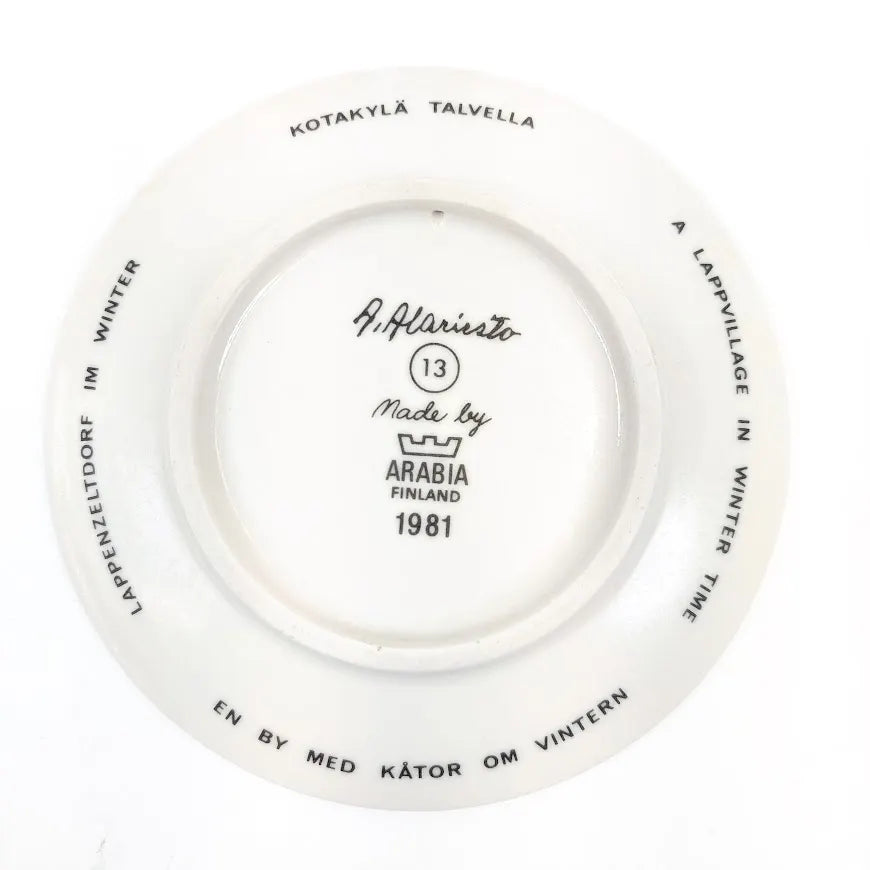 KOTAKYLÄ TALVELLA
A LAPPVILLAGE IN WINTER TIME
EN BY MED KÅTOR OM VINTERN
LAPPENZELTDORF IM WINTER
A. Alariesto
13
Made by
ARABIA
FINLAND
1981